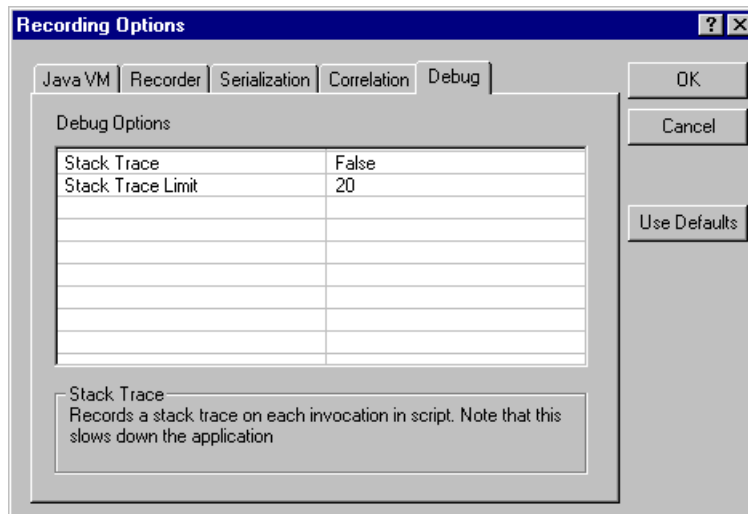 Recording Options
Java VM Recorder Serialization Correlation Debug
OK
Cancel
Use Defaults
Debug Options
Stack Trace False
Stack Trace Limit 20
Stack Trace
Records a stack trace on each invocation in script. Note that this
slows down the application